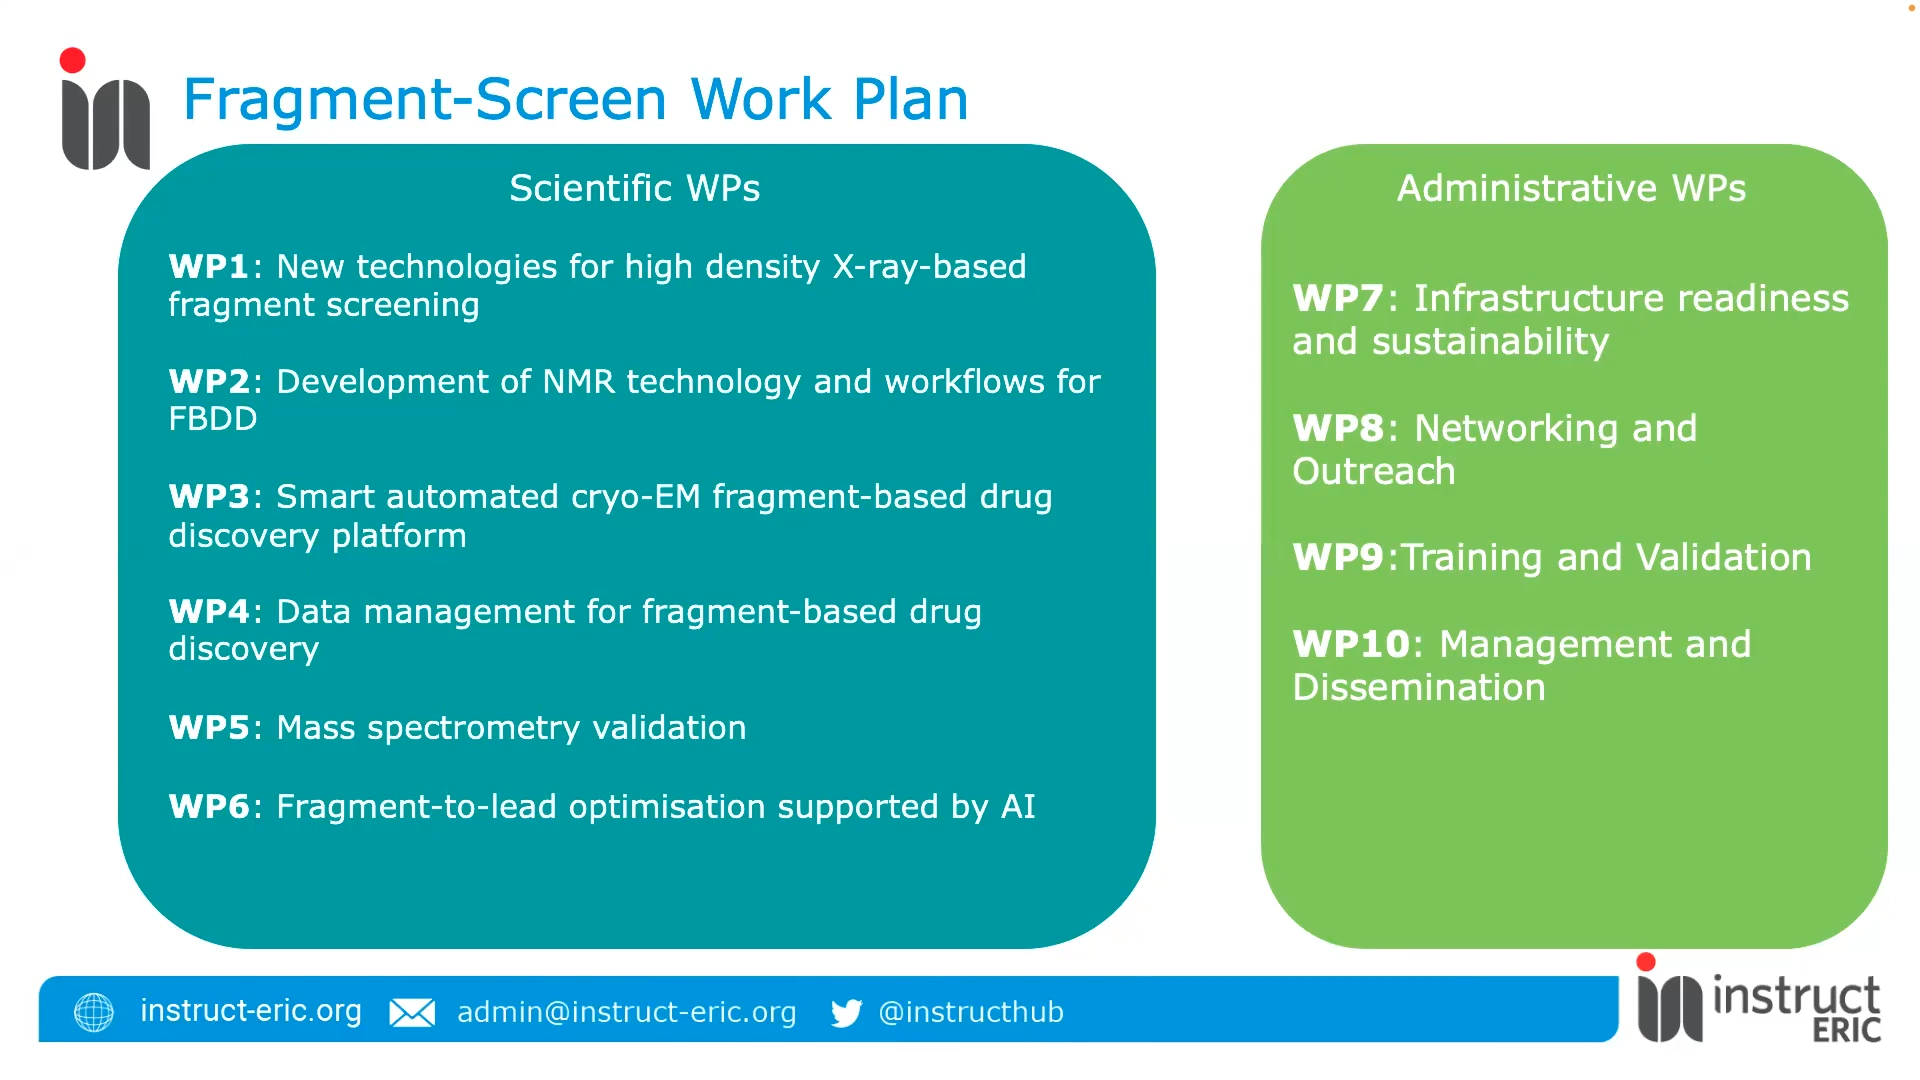 Fragment-Screen Work Plan
Scientific WPs
WP1: New technologies for high density X-ray-based
fragment screening
WP2: Development of NMR technology and workflows for
FBDD
WP3: Smart automated cryo-EM fragment-based drug
discovery platform
WP4: Data management for fragment-based drug
discovery
WP5: Mass spectrometry validation
WP6: Fragment-to-lead optimisation supported by AI
Administrative WPs
WP7: Infrastructure readiness
and sustainability
WP8: Networking and
Outreach
WP9:Training and Validation
WP10: Management and
Dissemination
instruct-eric.org admin@instruct-eric.org @instructhub
instruct
ERIC